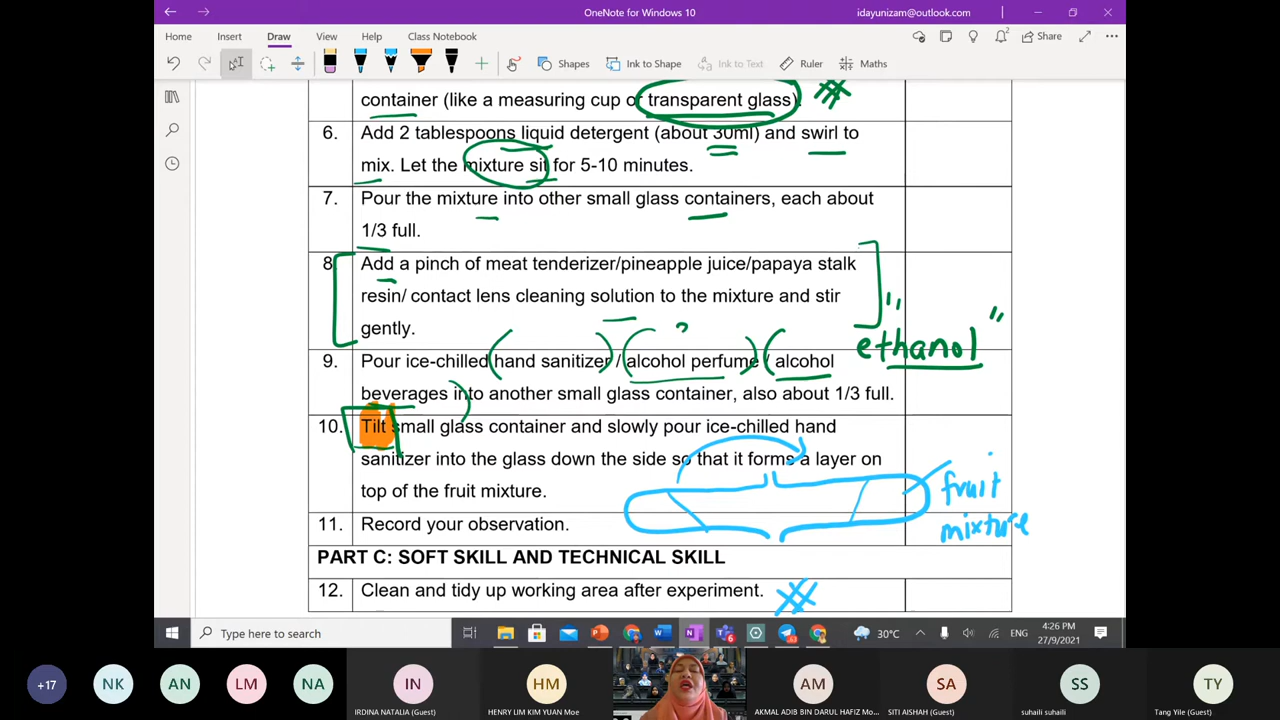 OneNote for Windows 10
idayunizam@outlook.com
Home Insert Draw View Help Class Notebook Share
Shapes Ink to Shape Ink to Text Ruler Maths
container (like a measuring cup or transparent glass).
6. Add 2 tablespoons liquid detergent (about 30ml) and swirl to
mix. Let the mixture sit for 5-10 minutes.
7. Pour the mixture into other small glass containers, each about
1/3 full.
8. Add a pinch of meat tenderizer/pineapple juice/papaya stalk
resin/ contact lens cleaning solution to the mixture and stir
gently.
"ethanol"
9. Pour ice-chilled hand sanitizer / alcohol perfume / alcohol
beverages into another small glass container, also about 1/3 full.
10. Tilt small glass container and slowly pour ice-chilled hand
sanitizer into the glass down the side so that it forms a layer on
top of the fruit mixture.
fruit
mixture
11. Record your observation.
PART C: SOFT SKILL AND TECHNICAL SKILL
12. Clean and tidy up working area after experiment.
Type here to search
30°C ENG 4:26 PM
27/9/2021
+17 NK AN LM NA IN HM AM SA SS TY
IRDINA NATALIA (Guest) HENRY LIM KIM YUAN Moe AKMAL ADIB BIN DARUL HAFIZ Mo... SITI AISHAH (Guest) suhaili suhaili Tang Yile (Guest)